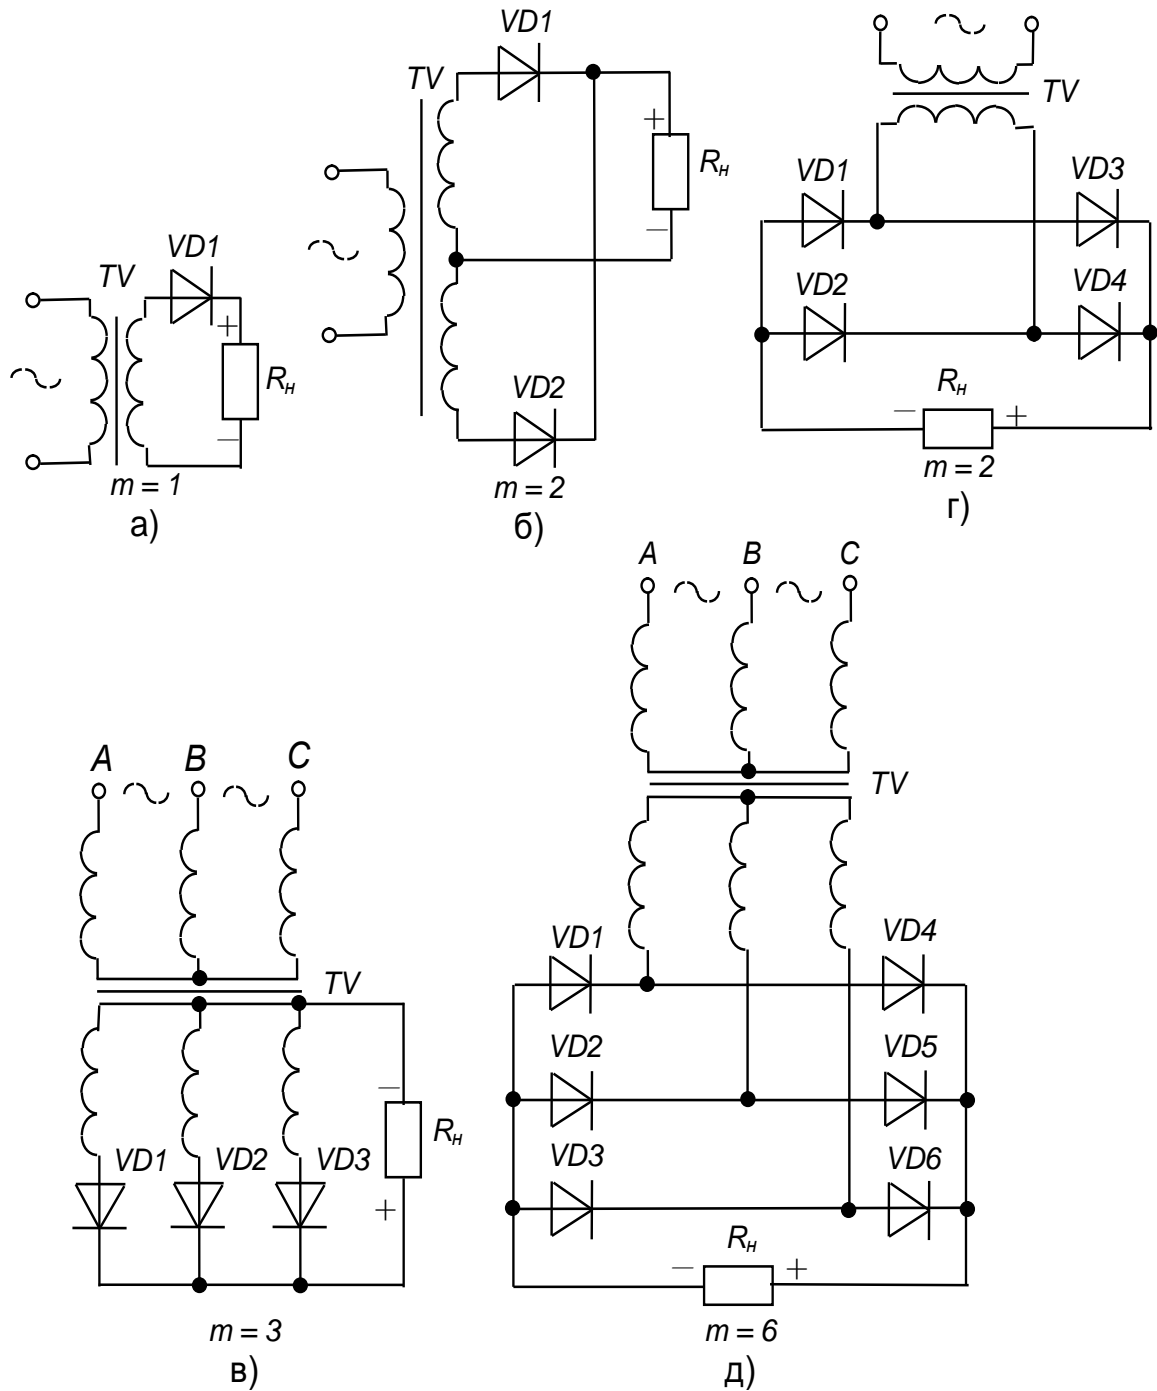 VD1
TV
+
Rн
−
VD2
m = 2
б)
TV
VD1
VD3
VD2
VD4
Rн
− +
m = 2
г)
VD1
TV
+
Rн
−
m = 1
а)
A B C
TV
VD1
VD4
VD2
VD5
VD3
VD6
Rн
− +
m = 6
д)
A B C
TV
−
Rн
VD1 VD2 VD3
+
m = 3
в)